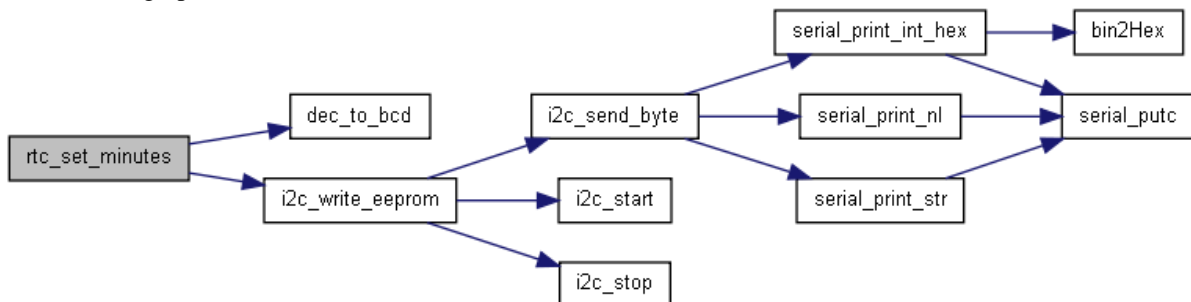 serial_print_int_hex
bin2Hex
dec_to_bcd
i2c_send_byte
serial_print_nl
serial_putc
rtc_set_minutes
i2c_write_eeprom
i2c_start
serial_print_str
i2c_stop